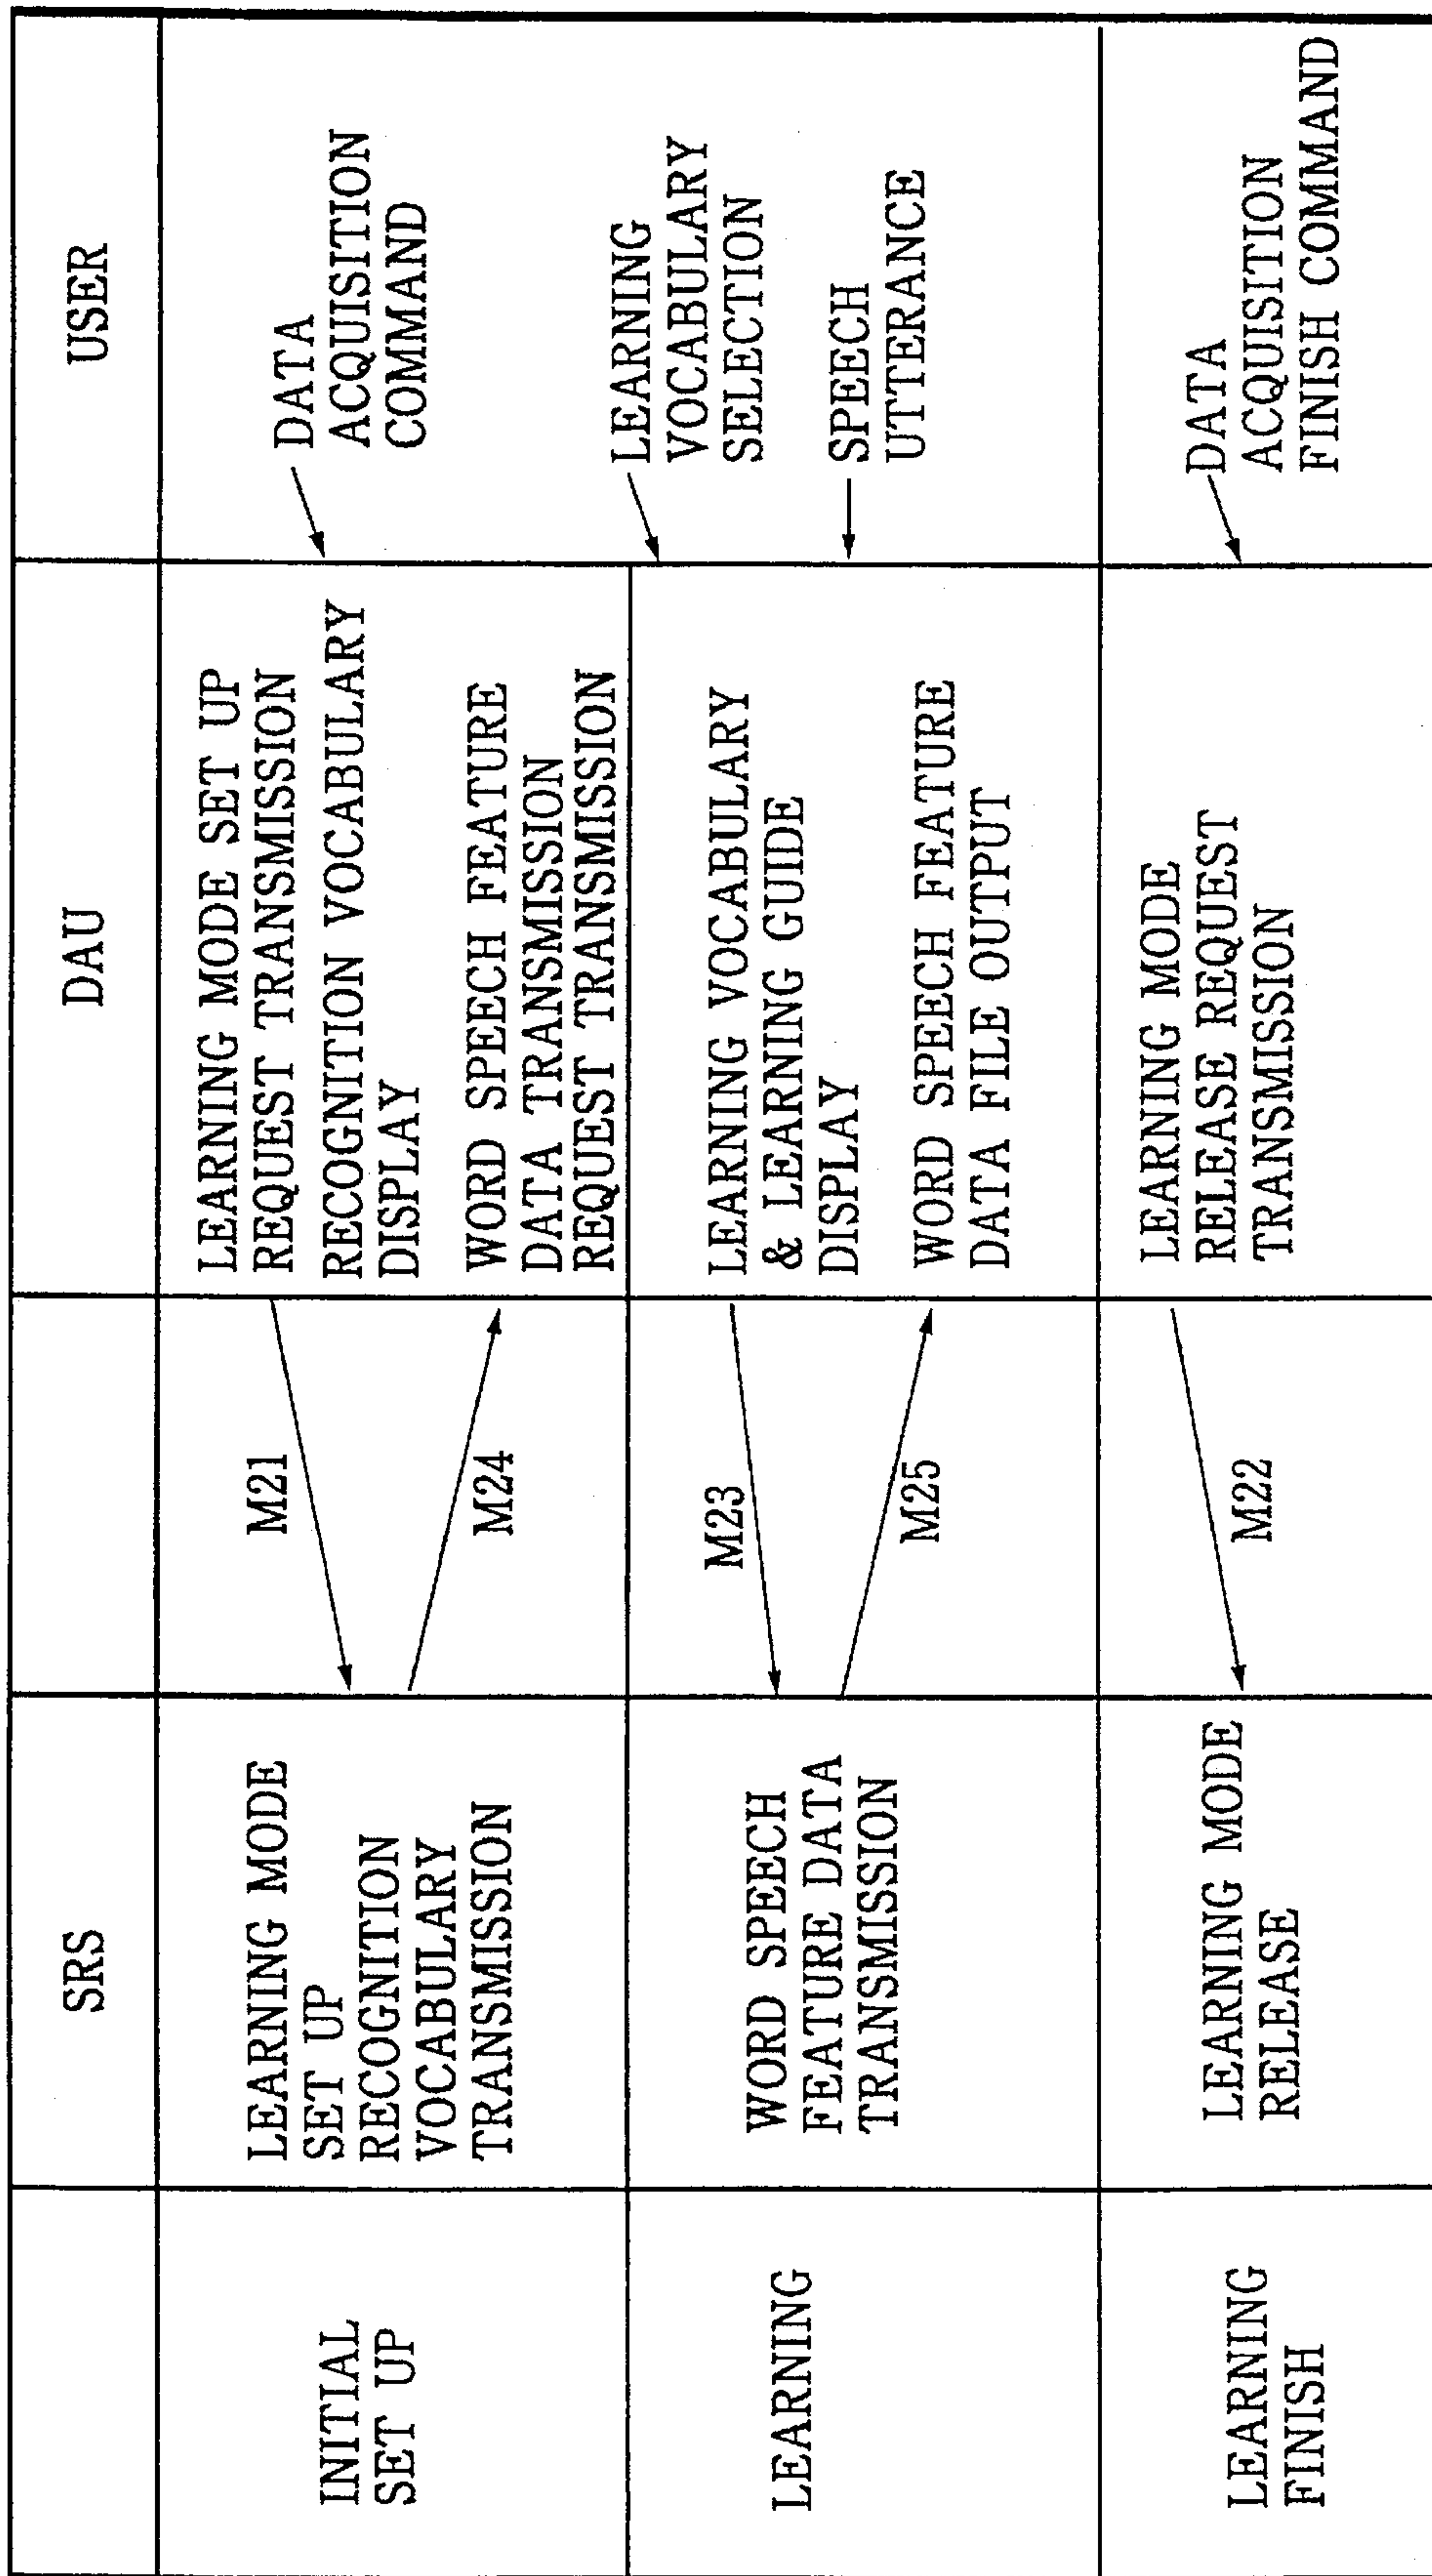 SRS
DAU
USER
INITIAL
SET UP
LEARNING MODE
SET UP
RECOGNITION
VOCABULARY
TRANSMISSION
M21
M24
LEARNING MODE SET UP
REQUEST TRANSMISSION
RECOGNITION VOCABULARY
DISPLAY
WORD SPEECH FEATURE
DATA TRANSMISSION
REQUEST TRANSMISSION
DATA
ACQUISITION
COMMAND
LEARNING
WORD SPEECH
FEATURE DATA
TRANSMISSION
M23
M25
LEARNING VOCABULARY
& LEARNING GUIDE
DISPLAY
WORD SPEECH FEATURE
DATA FILE OUTPUT
LEARNING
VOCABULARY
SELECTION
SPEECH
UTTERANCE
LEARNING
FINISH
LEARNING MODE
RELEASE
M22
LEARNING MODE
RELEASE REQUEST
TRANSMISSION
DATA
ACQUISITION
FINISH COMMAND